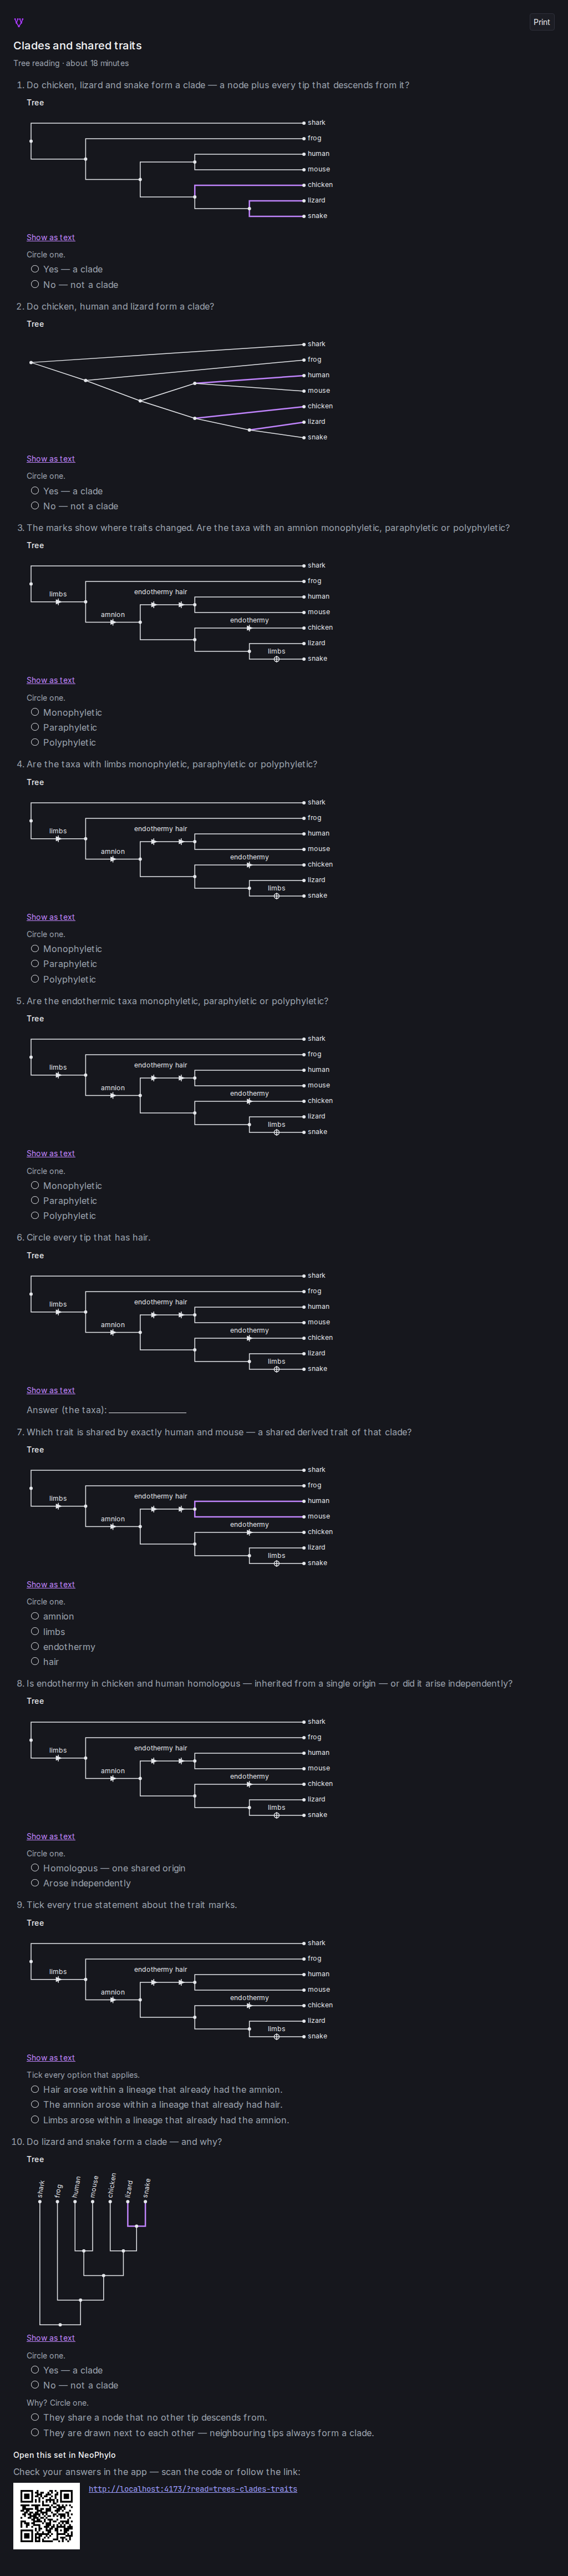 Print
Clades and shared traits
Tree reading · about 18 minutes
1. Do chicken, lizard and snake form a clade — a node plus every tip that descends from it?
Tree
shark
frog
human
mouse
chicken
lizard
snake
Show as text
Circle one.
Yes — a clade
No — not a clade
2. Do chicken, human and lizard form a clade?
Tree
shark
frog
human
mouse
chicken
lizard
snake
Show as text
Circle one.
Yes — a clade
No — not a clade
3. The marks show where traits changed. Are the taxa with an amnion monophyletic, paraphyletic or polyphyletic?
Tree
shark
frog
limbs endothermy hair human
mouse
amnion endothermy chicken
lizard
limbs snake
Show as text
Circle one.
Monophyletic
Paraphyletic
Polyphyletic
4. Are the taxa with limbs monophyletic, paraphyletic or polyphyletic?
Tree
shark
frog
limbs endothermy hair human
mouse
amnion endothermy chicken
lizard
limbs snake
Show as text
Circle one.
Monophyletic
Paraphyletic
Polyphyletic
5. Are the endothermic taxa monophyletic, paraphyletic or polyphyletic?
Tree
shark
frog
limbs endothermy hair human
mouse
amnion endothermy chicken
lizard
limbs snake
Show as text
Circle one.
Monophyletic
Paraphyletic
Polyphyletic
6. Circle every tip that has hair.
Tree
shark
frog
limbs endothermy hair human
mouse
amnion endothermy chicken
lizard
limbs snake
Show as text
Answer (the taxa):
7. Which trait is shared by exactly human and mouse — a shared derived trait of that clade?
Tree
shark
frog
limbs endothermy hair human
mouse
amnion endothermy chicken
lizard
limbs snake
Show as text
Circle one.
amnion
limbs
endothermy
hair
8. Is endothermy in chicken and human homologous — inherited from a single origin — or did it arise independently?
Tree
shark
frog
limbs endothermy hair human
mouse
amnion endothermy chicken
lizard
limbs snake
Show as text
Circle one.
Homologous — one shared origin
Arose independently
9. Tick every true statement about the trait marks.
Tree
shark
frog
limbs endothermy hair human
mouse
amnion endothermy chicken
lizard
limbs snake
Show as text
Tick every option that applies.
Hair arose within a lineage that already had the amnion.
The amnion arose within a lineage that already had hair.
Limbs arose within a lineage that already had the amnion.
10. Do lizard and snake form a clade — and why?
Tree
shark frog human mouse chicken lizard snake
Show as text
Circle one.
Yes — a clade
No — not a clade
Why? Circle one.
They share a node that no other tip descends from.
They are drawn next to each other — neighbouring tips always form a clade.
Open this set in NeoPhylo
Check your answers in the app — scan the code or follow the link:
http://localhost:4173/?read=trees-clades-traits